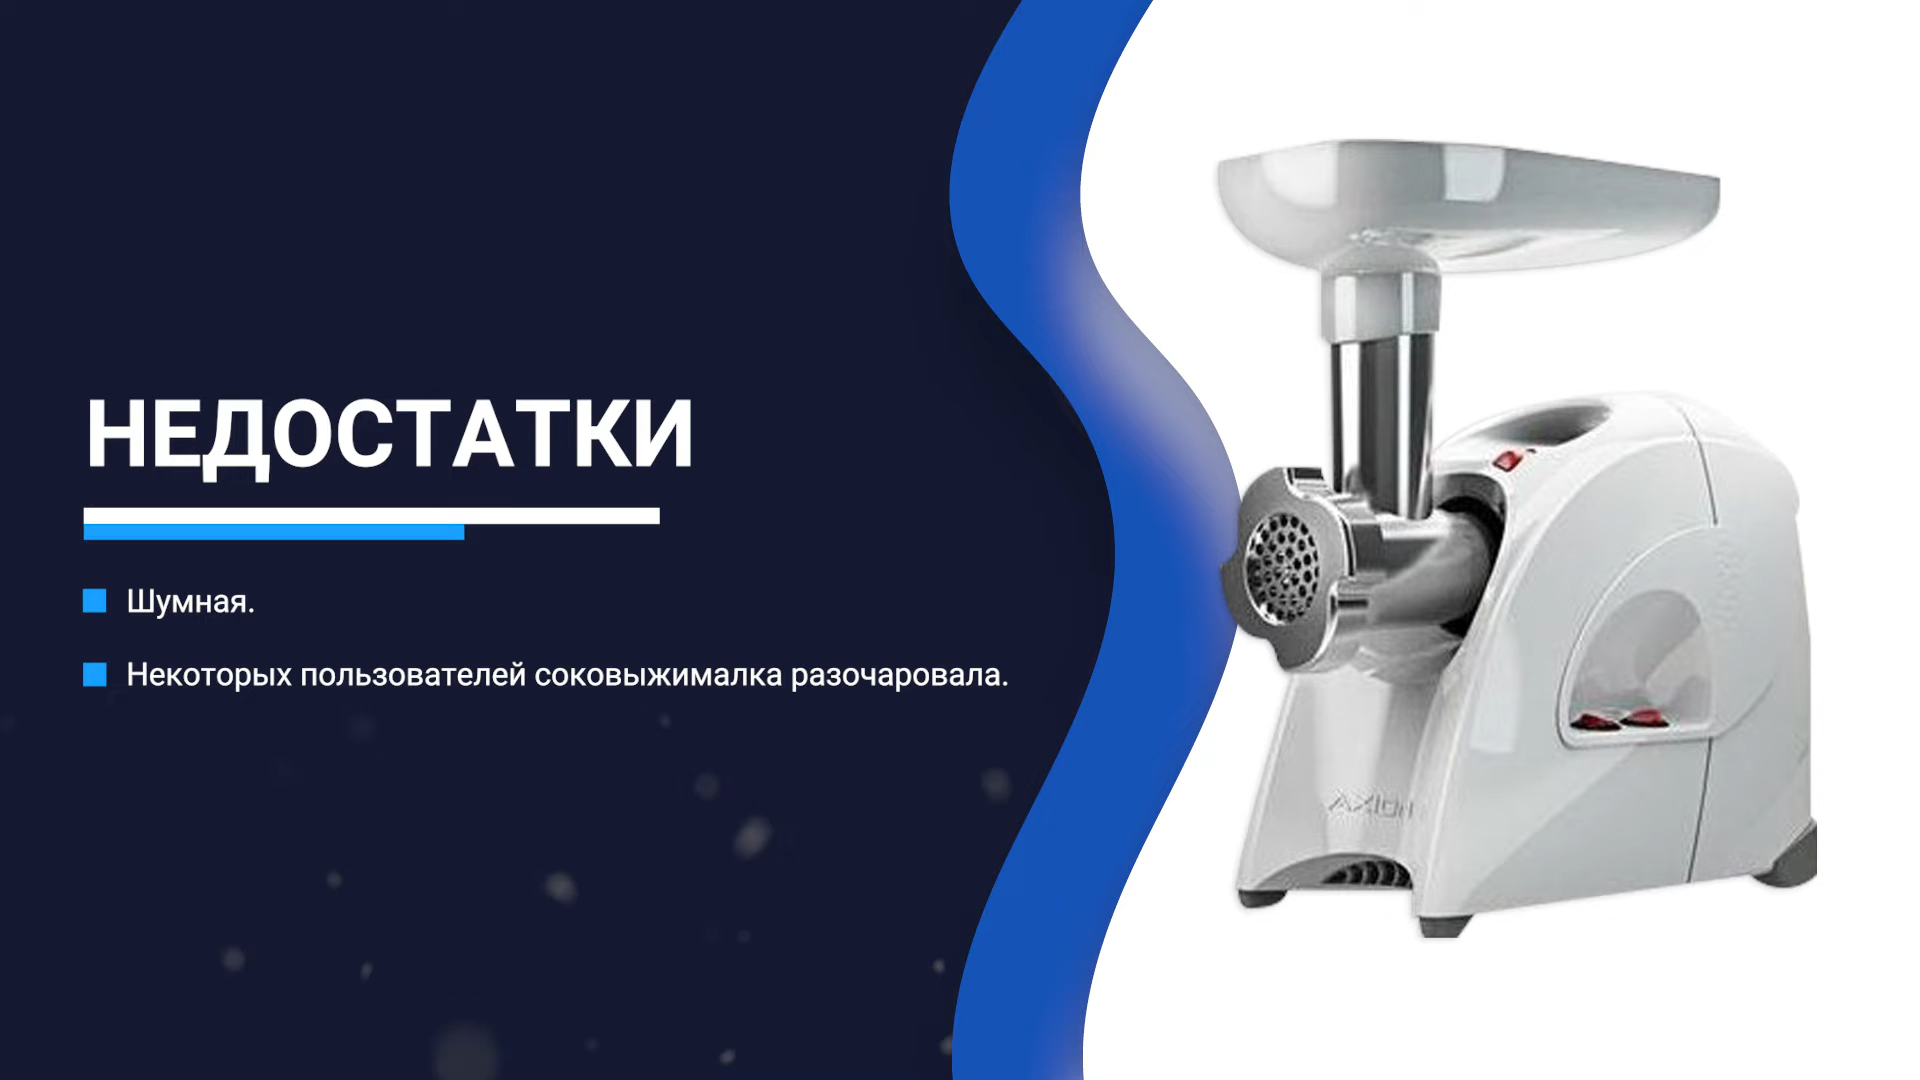 НЕДОСТАТКИ
Шумная.
Некоторых пользователей соковыжималка разочаровала.
AXION